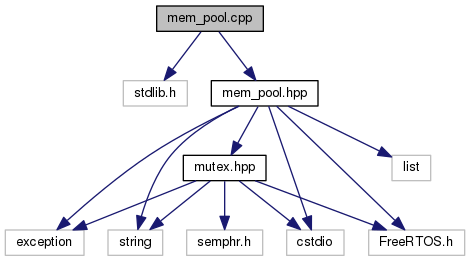 mem_pool.cpp
stdlib.h
mem_pool.hpp
mutex.hpp
list
exception
string
semphr.h
cstdio
FreeRTOS.h